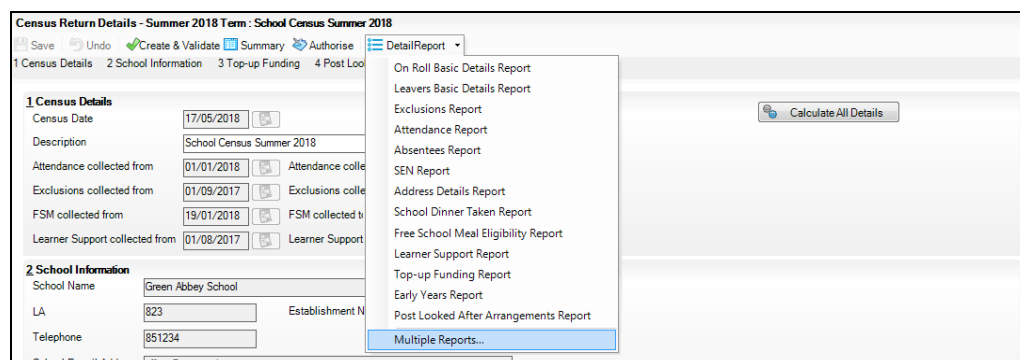 Census Return Details - Summer 2018 Term : School Census Summer 2018
Save Undo Create & Validate Summary Authorise DetailReport
1 Census Details 2 School Information 3 Top-up Funding 4 Post Loo
On Roll Basic Details Report
Leavers Basic Details Report
Exclusions Report
Attendance Report
Absentees Report
SEN Report
Address Details Report
School Dinner Taken Report
Free School Meal Eligibility Report
Learner Support Report
Top-up Funding Report
Early Years Report
Post Looked After Arrangements Report
Multiple Reports...
1 Census Details
Calculate All Details
Census Date 17/05/2018
Description School Census Summer 2018
Attendance collected from 01/01/2018 Attendance colle
Exclusions collected from 01/09/2017 Exclusions colle
FSM collected from 19/01/2018 FSM collected t
Learner Support collected from 01/08/2017 Learner Support
2 School Information
School Name Green Abbey School
LA 823 Establishment N
Telephone 851234